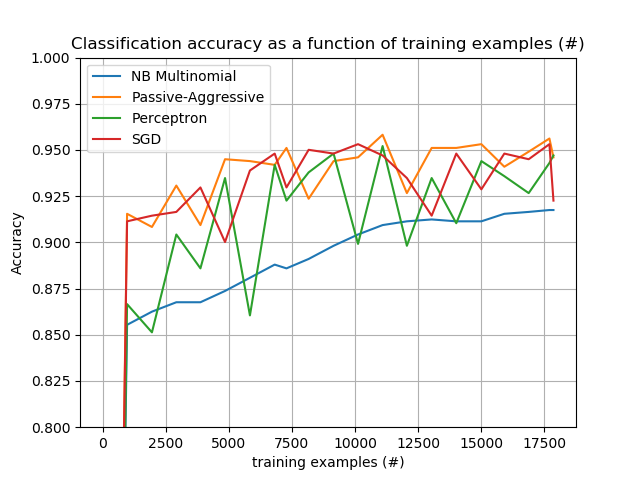 Classification accuracy as a function of training examples (#)
NB Multinomial
Passive-Aggressive
Perceptron
SGD
1.000
0.975
0.950
0.925
0.900
0.875
0.850
0.825
0.800
Accuracy
0 2500 5000 7500 10000 12500 15000 17500
training examples (#)